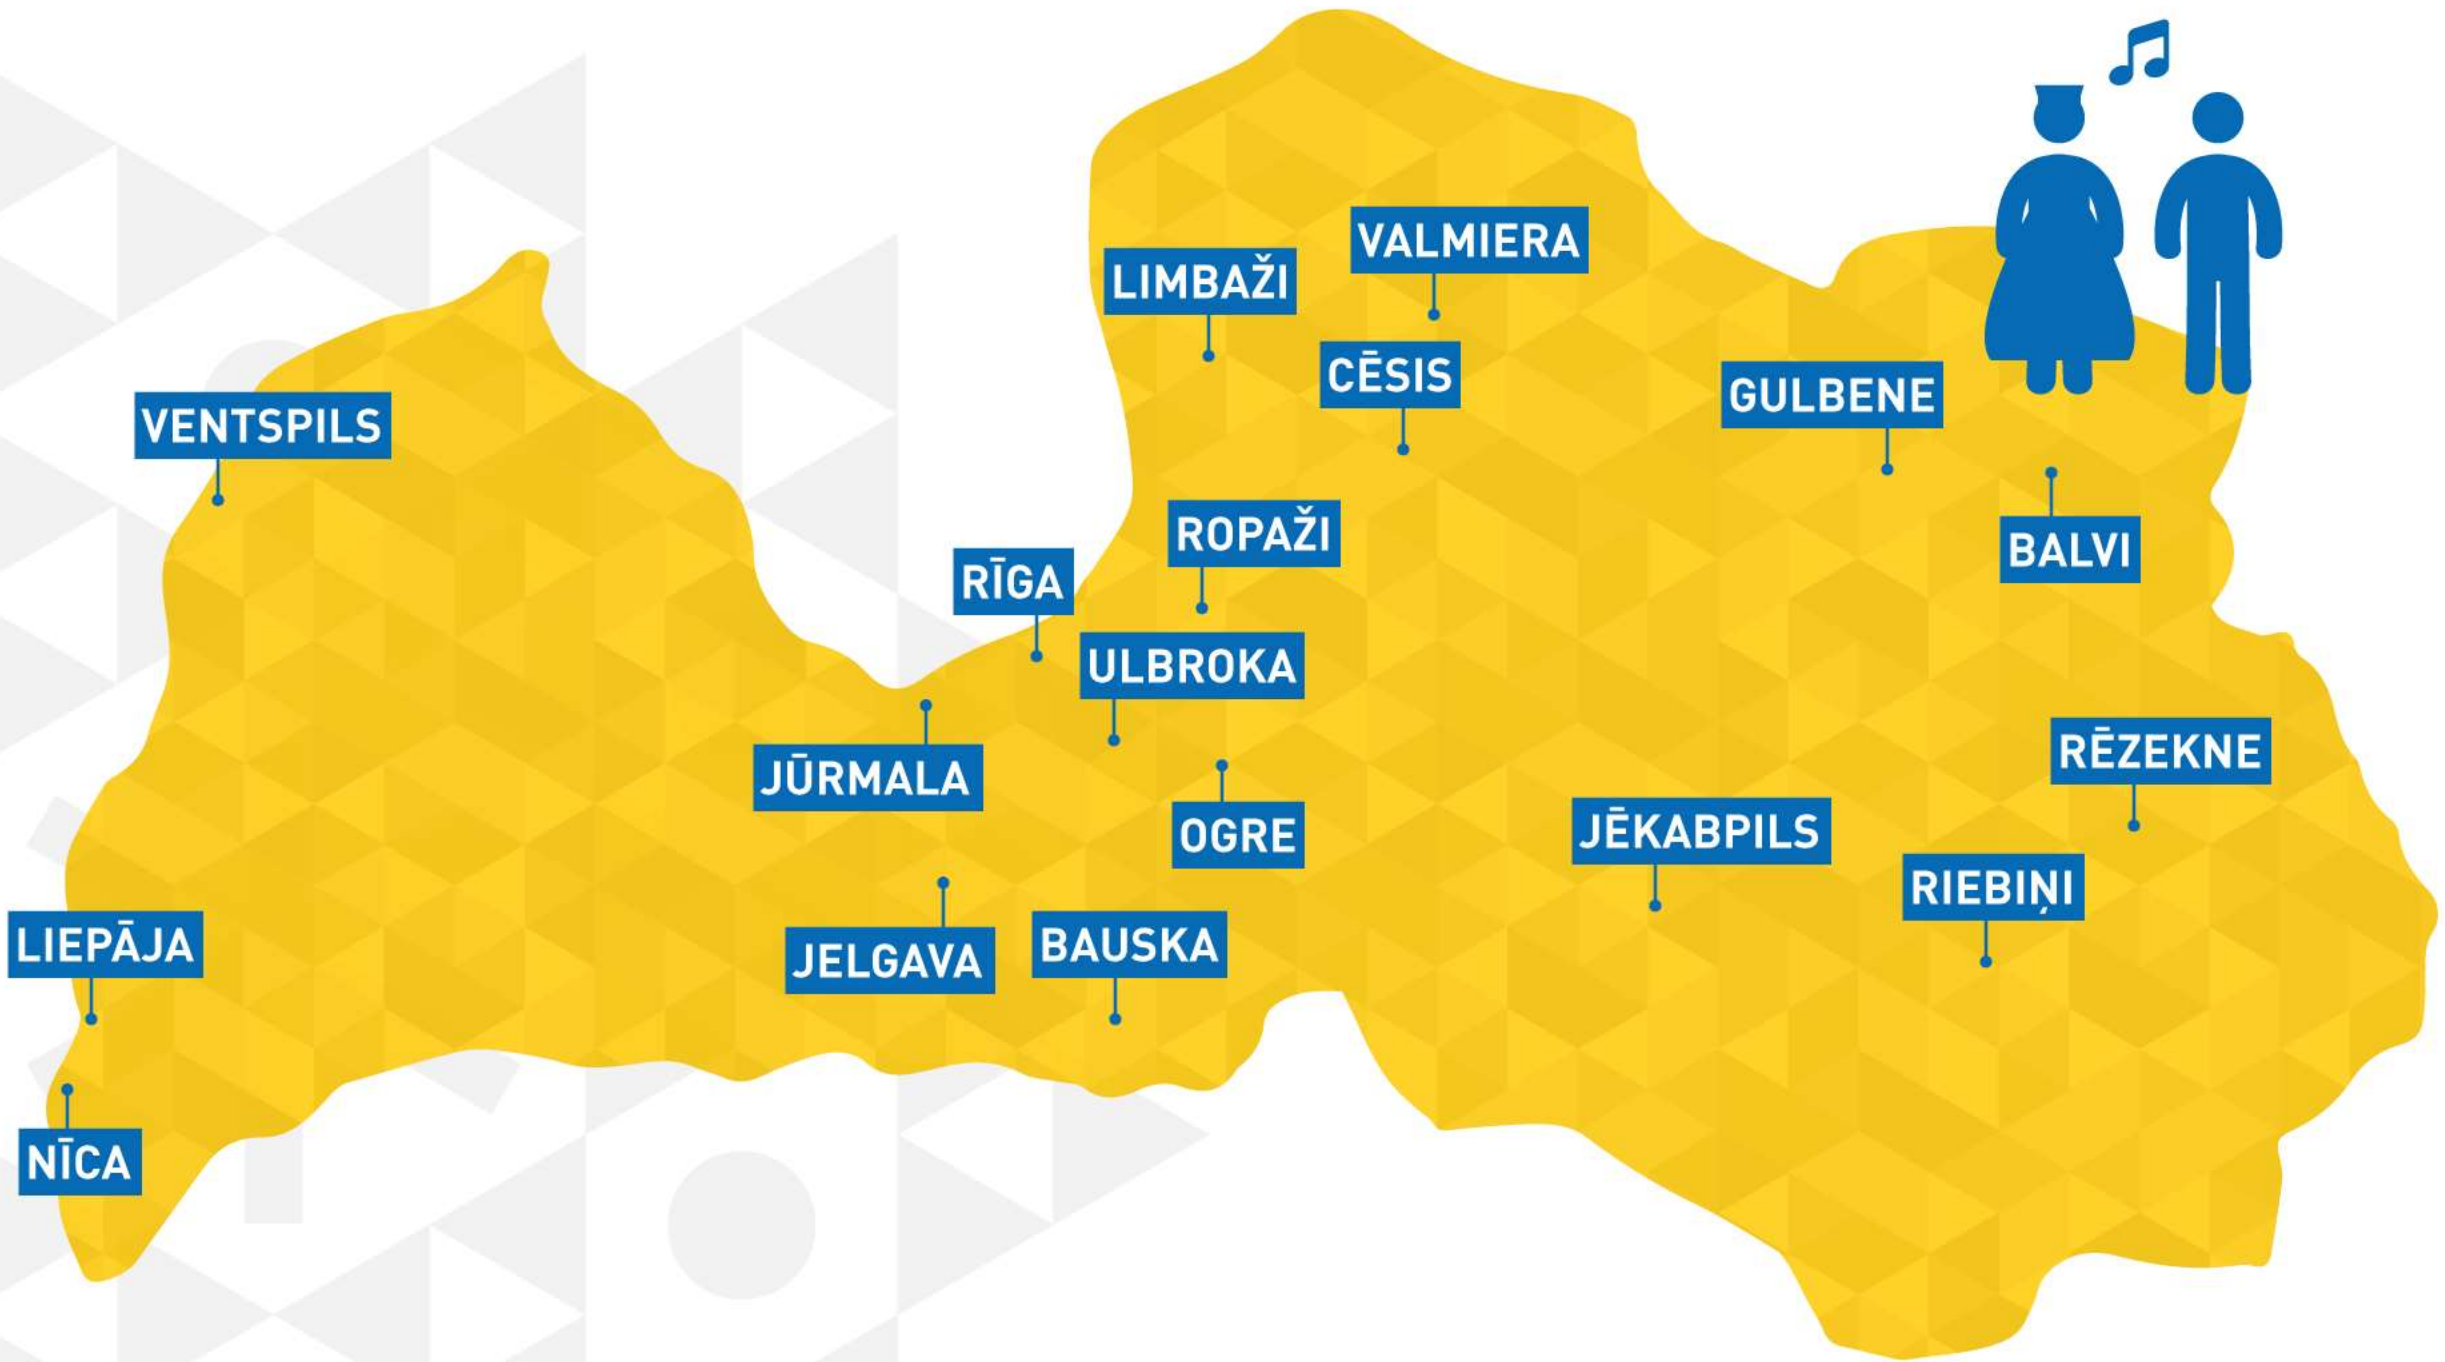 VALMIERA
LIMBAŽI
CĒSIS
GULBENE
VENTSPILS
ROPAŽI
BALVI
RĪGA
ULBROKA
RĒZEKNE
JŪRMALA
OGRE
JĒKABPILS
RIEBIŅI
LIEPĀJA
JELGAVA
BAUSKA
NĪCA